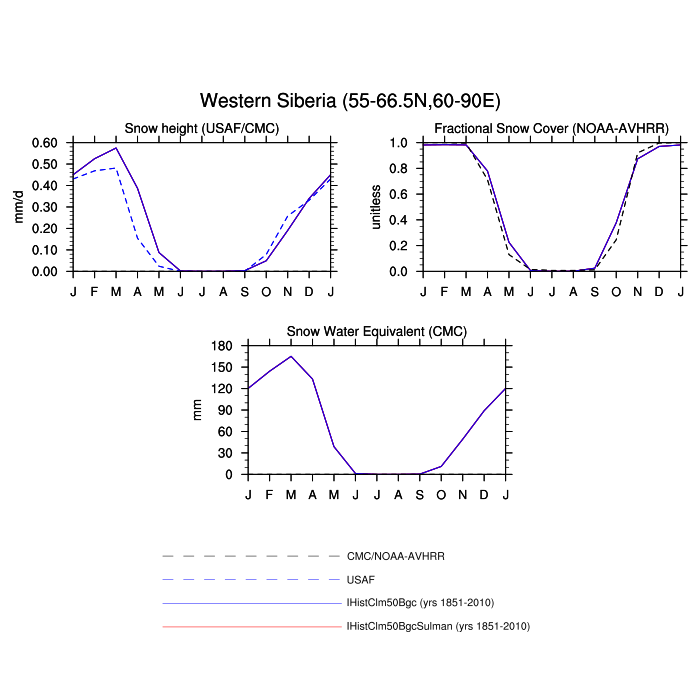 Western Siberia (55-66.5N,60-90E)
Snow height (USAF/CMC)
0.60
0.50
0.40
0.30
0.20
0.10
0.00
mm/d
J F M A M J J A S O N D J
Fractional Snow Cover (NOAA-AVHRR)
1.0
0.8
0.6
0.4
0.2
0.0
unitless
J F M A M J J A S O N D J
Snow Water Equivalent (CMC)
180
150
120
90
60
30
0
mm
J F M A M J J A S O N D J
CMC/NOAA-AVHRR
USAF
IHistClm50Bgc (yrs 1851-2010)
IHistClm50BgcSulman (yrs 1851-2010)